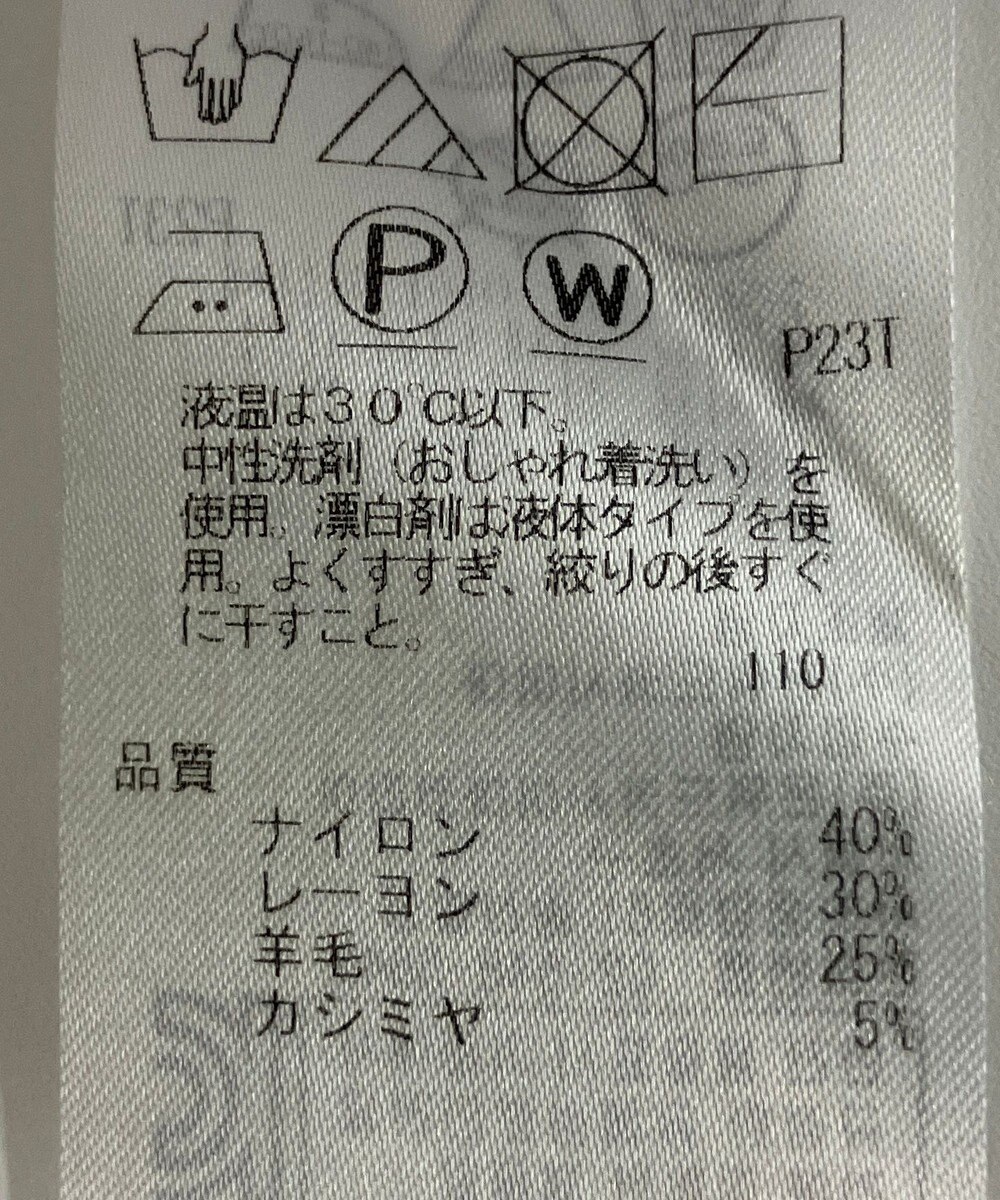 P
W
P23T
液温は30℃以下。
中性洗剤(おしゃれ着洗い)を
使用。漂白剤は液体タイプを使
用。よくすすぎ、絞りの後すぐ
に干すこと。
110
品質
ナイロン 40%
レーヨン 30%
羊毛 25%
カシミヤ 5%